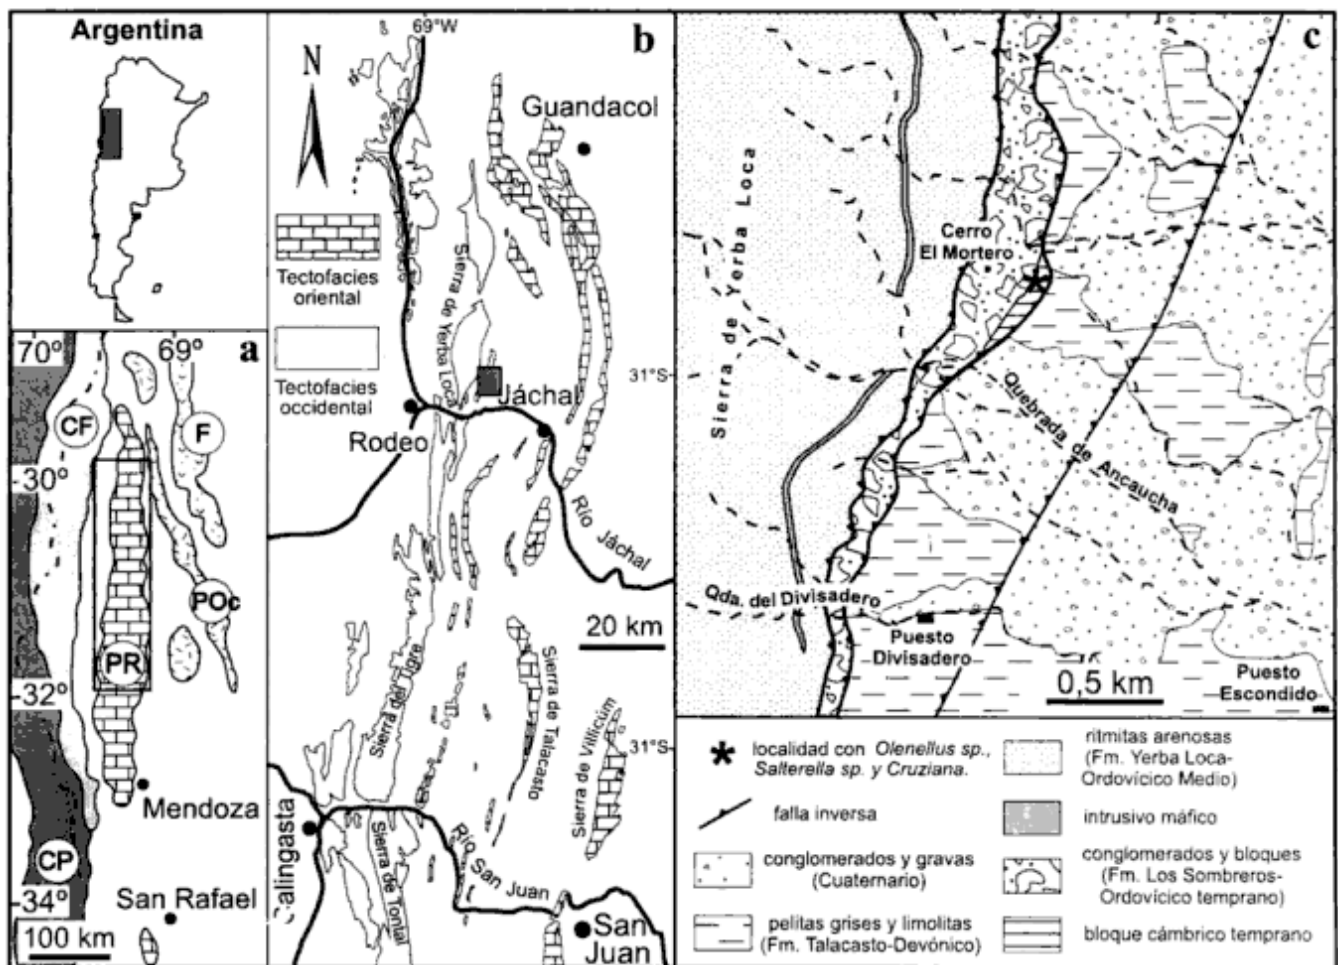 Argentina
70°
69°
a
CF
F
30°
POc
PR
32°
Mendoza
CP
San Rafael
34°
100 km
69°W
b
N
Guandacol
Tectofacies
oriental
Sierra de Yerba Loca
Tectofacies
occidental
Jáchal
31°S
Rodeo
Río Jáchal
20 km
Sierra del Tigre
Sierra de Talacasto
Sierra de Villicúm
31°S
Calingasta
Sierra de Tontal
Río San Juan
San
Juan
c
Sierra de Yerba Loca
Cerro
El Mortero
Quebrada de Ancaucha
Qda. del Divisadero
Puesto
Divisadero
0,5 km
Puesto
Escondido
localidad con Olenellus sp.,
Salterella sp. y Cruziana.
falla inversa
conglomerados y gravas
(Cuaternario)
pelitas grises y limolitas
(Fm. Talacasto-Devónico)
ritmitas arenosas
(Fm. Yerba Loca-
Ordovícico Medio)
intrusivo máfico
conglomerados y bloques
(Fm. Los Sombreros-
Ordovícico temprano)
bloque cámbrico temprano